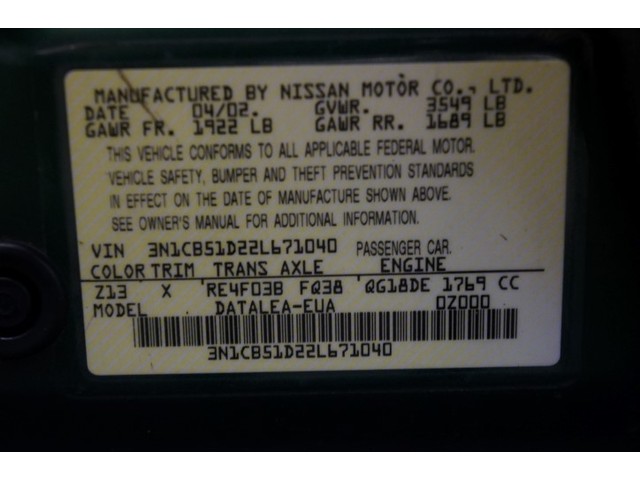 MANUFACTURED BY NISSAN MOTOR CO., LTD.
DATE 04/02. GVWR. 3549 LB
GAWR FR. 1922 LB GAWR RR. 1689 LB
THIS VEHICLE CONFORMS TO ALL APPLICABLE FEDERAL MOTOR.
VEHICLE SAFETY, BUMPER AND THEFT PREVENTION STANDARDS
IN EFFECT ON THE DATE OF MANUFACTURE SHOWN ABOVE.
SEE OWNER'S MANUAL FOR ADDITIONAL INFORMATION.
VIN 3N1CB51D22L671040 PASSENGER CAR.
COLOR TRIM TRANS AXLE ENGINE
Z13 X RE4F03B FQ38 QG18DE 1769 CC
MODEL DATALEA-EUA 0Z000
3N1CB51D22L671040